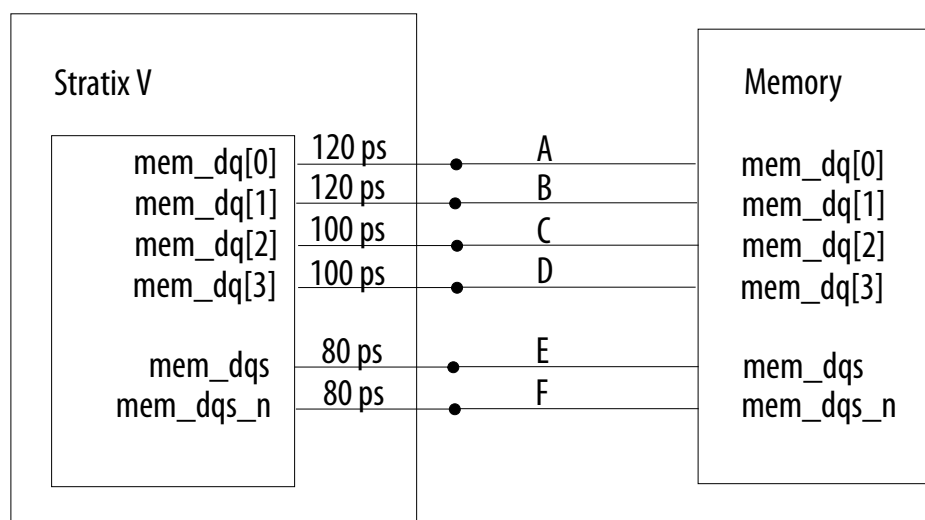 Stratix V
Memory
mem_dq[0] 120 ps A mem_dq[0]
mem_dq[1] 120 ps B mem_dq[1]
mem_dq[2] 100 ps C mem_dq[2]
mem_dq[3] 100 ps D mem_dq[3]
mem_dqs 80 ps E mem_dqs
mem_dqs_n 80 ps F mem_dqs_n